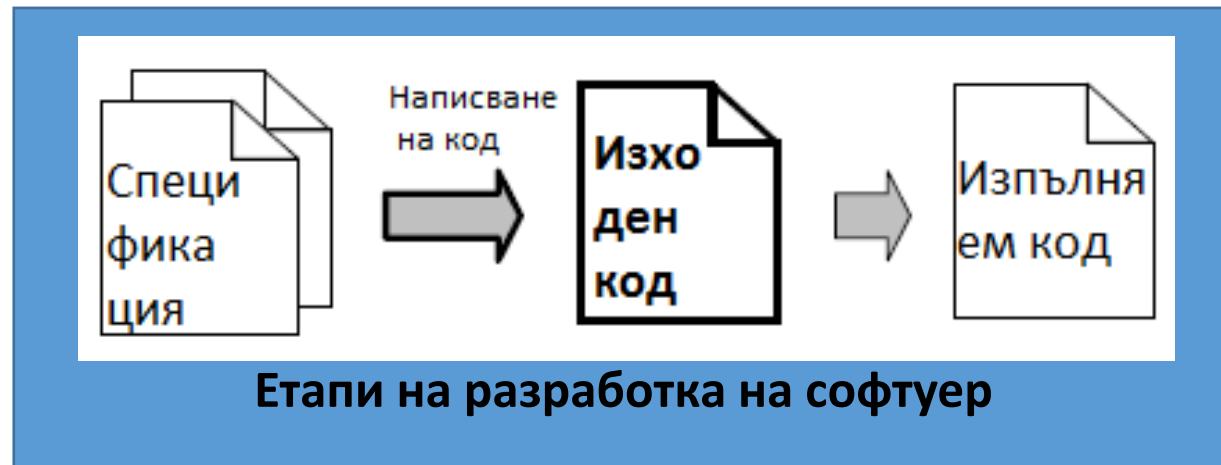 Специ
фика
ция
Написване
на код
Изхо
ден
код
Изпълня
ем код
Етапи на разработка на софтуер